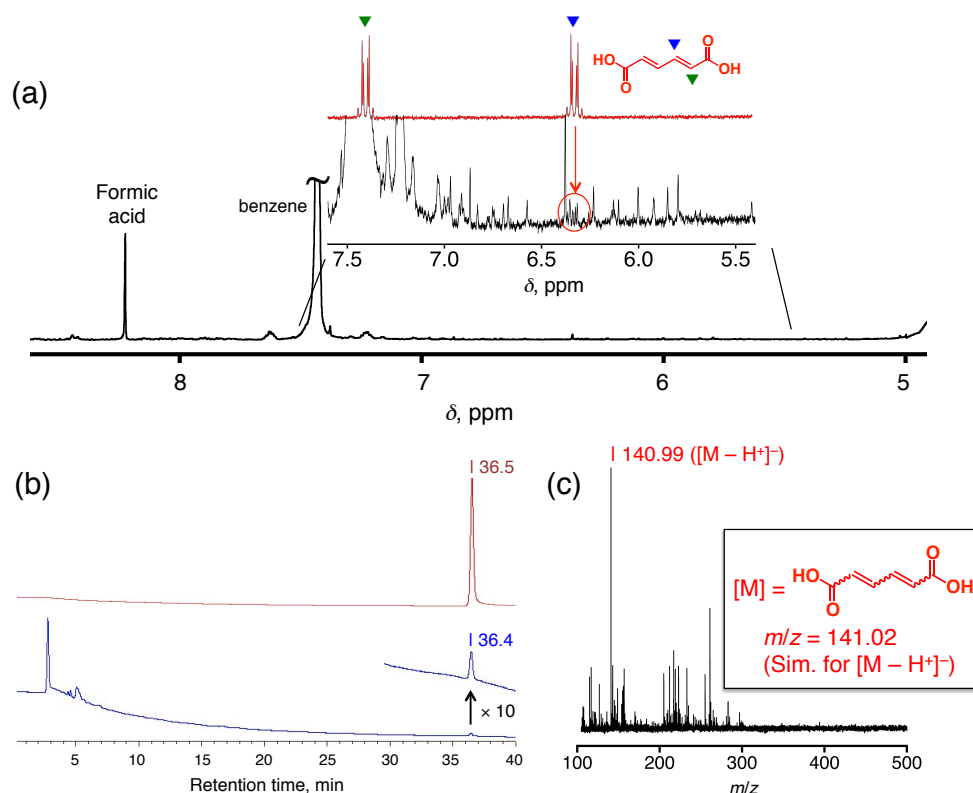 (a)
HO
O
O
OH
Formic
acid
benzene
7.5 7.0 6.5 6.0 5.5
δ, ppm
8 7 6 5
δ, ppm
(b)
36.5
36.4
× 10
5 10 15 20 25 30 35 40
Retention time, min
(c)
140.99 ([M – H⁺]⁻)
[M] =
HO
O
O
OH
m/z = 141.02
(Sim. for [M – H⁺]⁻)
100 200 300 400 500
m/z